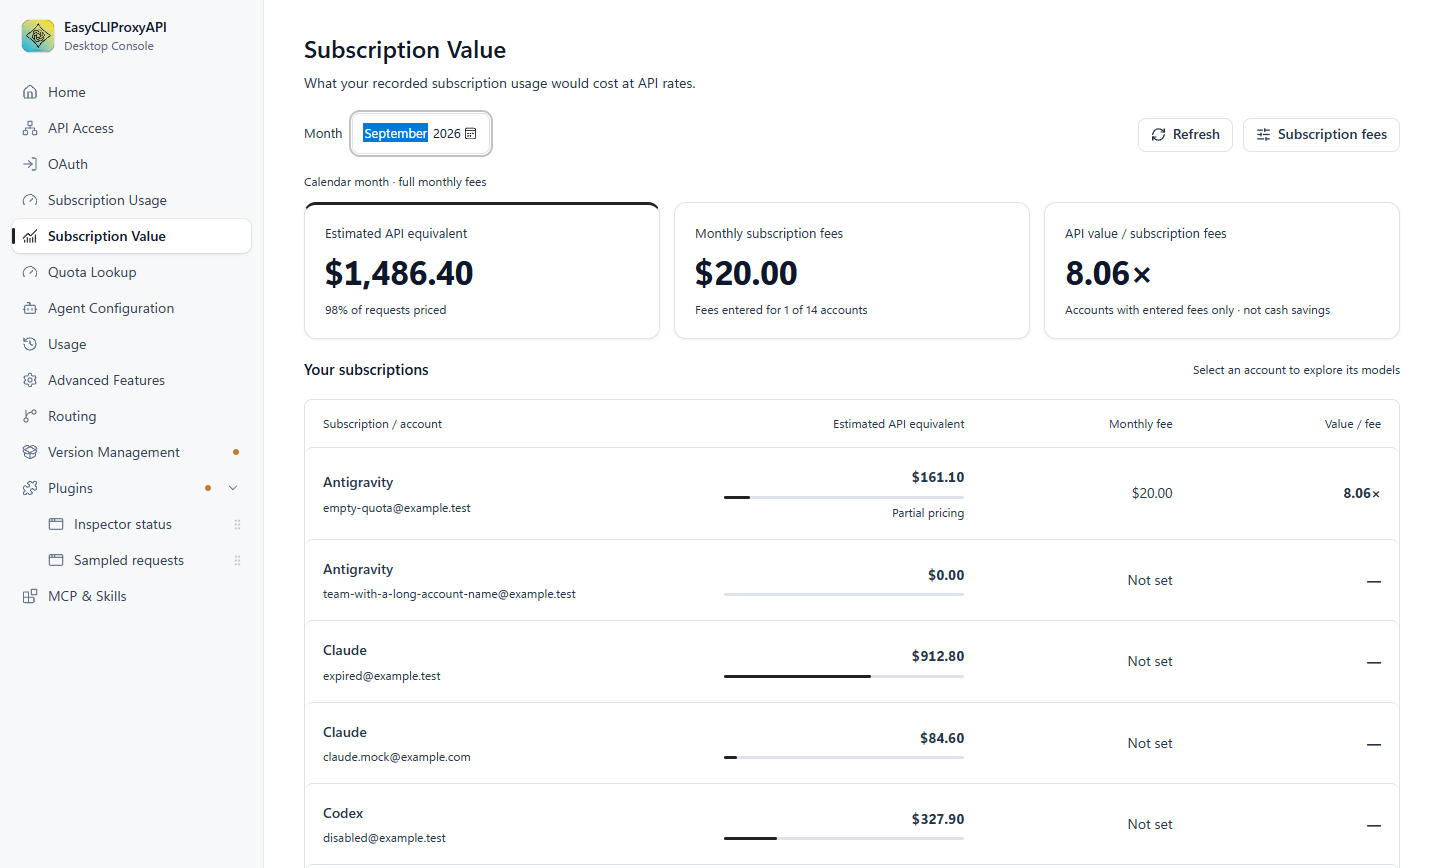 EasyCLIProxyAPI
Desktop Console
Home
API Access
OAuth
Subscription Usage
Subscription Value
Quota Lookup
Agent Configuration
Usage
Advanced Features
Routing
Version Management
Plugins
Inspector status
Sampled requests
MCP & Skills
Subscription Value
What your recorded subscription usage would cost at API rates.
Month September 2026
Refresh
Subscription fees
Calendar month · full monthly fees
Estimated API equivalent
$1,486.40
98% of requests priced
Monthly subscription fees
$20.00
Fees entered for 1 of 14 accounts
API value / subscription fees
8.06×
Accounts with entered fees only · not cash savings
Your subscriptions
Select an account to explore its models
Subscription / account Estimated API equivalent Monthly fee Value / fee
Antigravity
empty-quota@example.test
$161.10
Partial pricing
$20.00
8.06×
Antigravity
team-with-a-long-account-name@example.test
$0.00
Not set
—
Claude
expired@example.test
$912.80
Not set
—
Claude
claude.mock@example.com
$84.60
Not set
—
Codex
disabled@example.test
$327.90
Not set
—